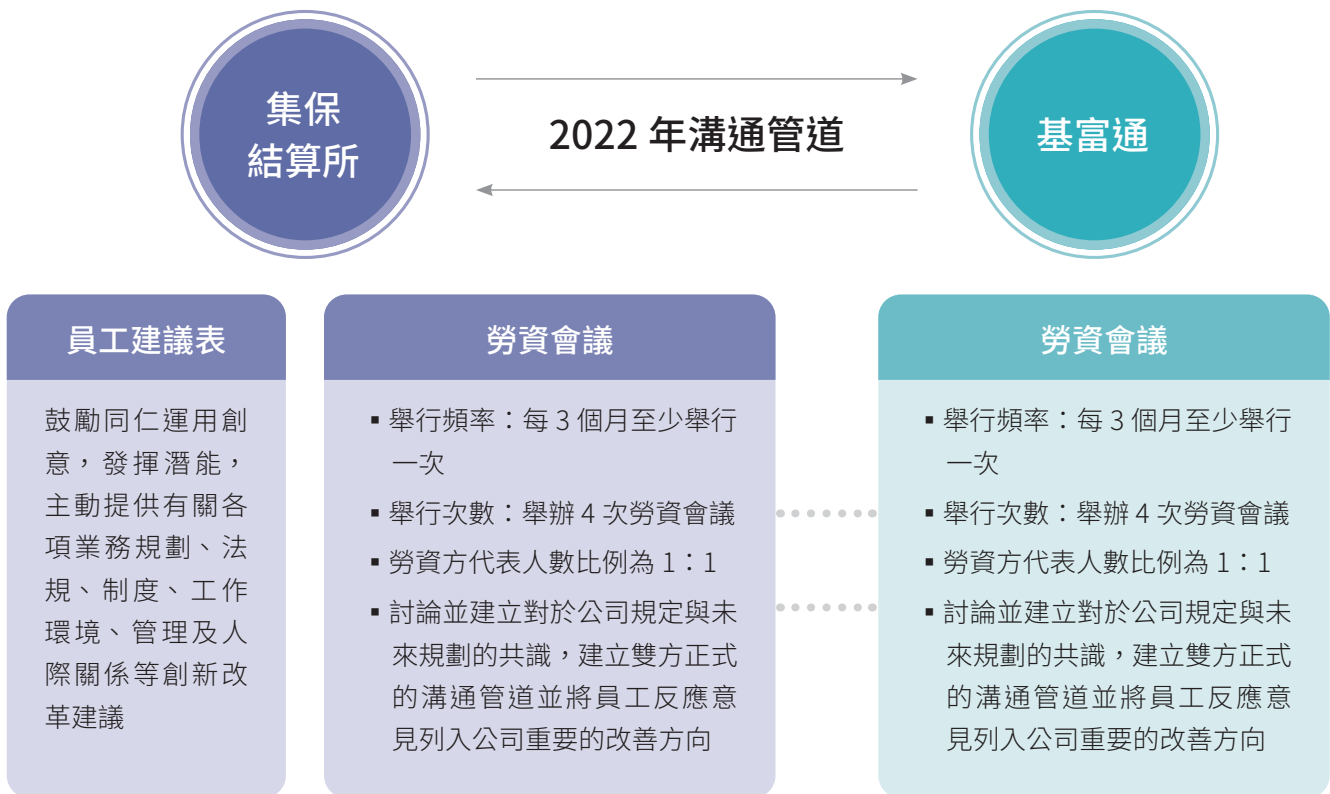 集保
結算所
2022 年溝通管道
基富通
員工建議表
鼓勵同仁運用創
意，發揮潛能，
主動提供有關各
項業務規劃、法
規、制度、工作
環境、管理及人
際關係等創新改
革建議
勞資會議
▪ 舉行頻率：每 3 個月至少舉行
一次
▪ 舉行次數：舉辦 4 次勞資會議
▪ 勞資方代表人數比例為 1：1
▪ 討論並建立對於公司規定與未
來規劃的共識，建立雙方正式
的溝通管道並將員工反應意
見列入公司重要的改善方向
勞資會議
▪ 舉行頻率：每 3 個月至少舉行
一次
▪ 舉行次數：舉辦 4 次勞資會議
▪ 勞資方代表人數比例為 1：1
▪ 討論並建立對於公司規定與未
來規劃的共識，建立雙方正式
的溝通管道並將員工反應意
見列入公司重要的改善方向